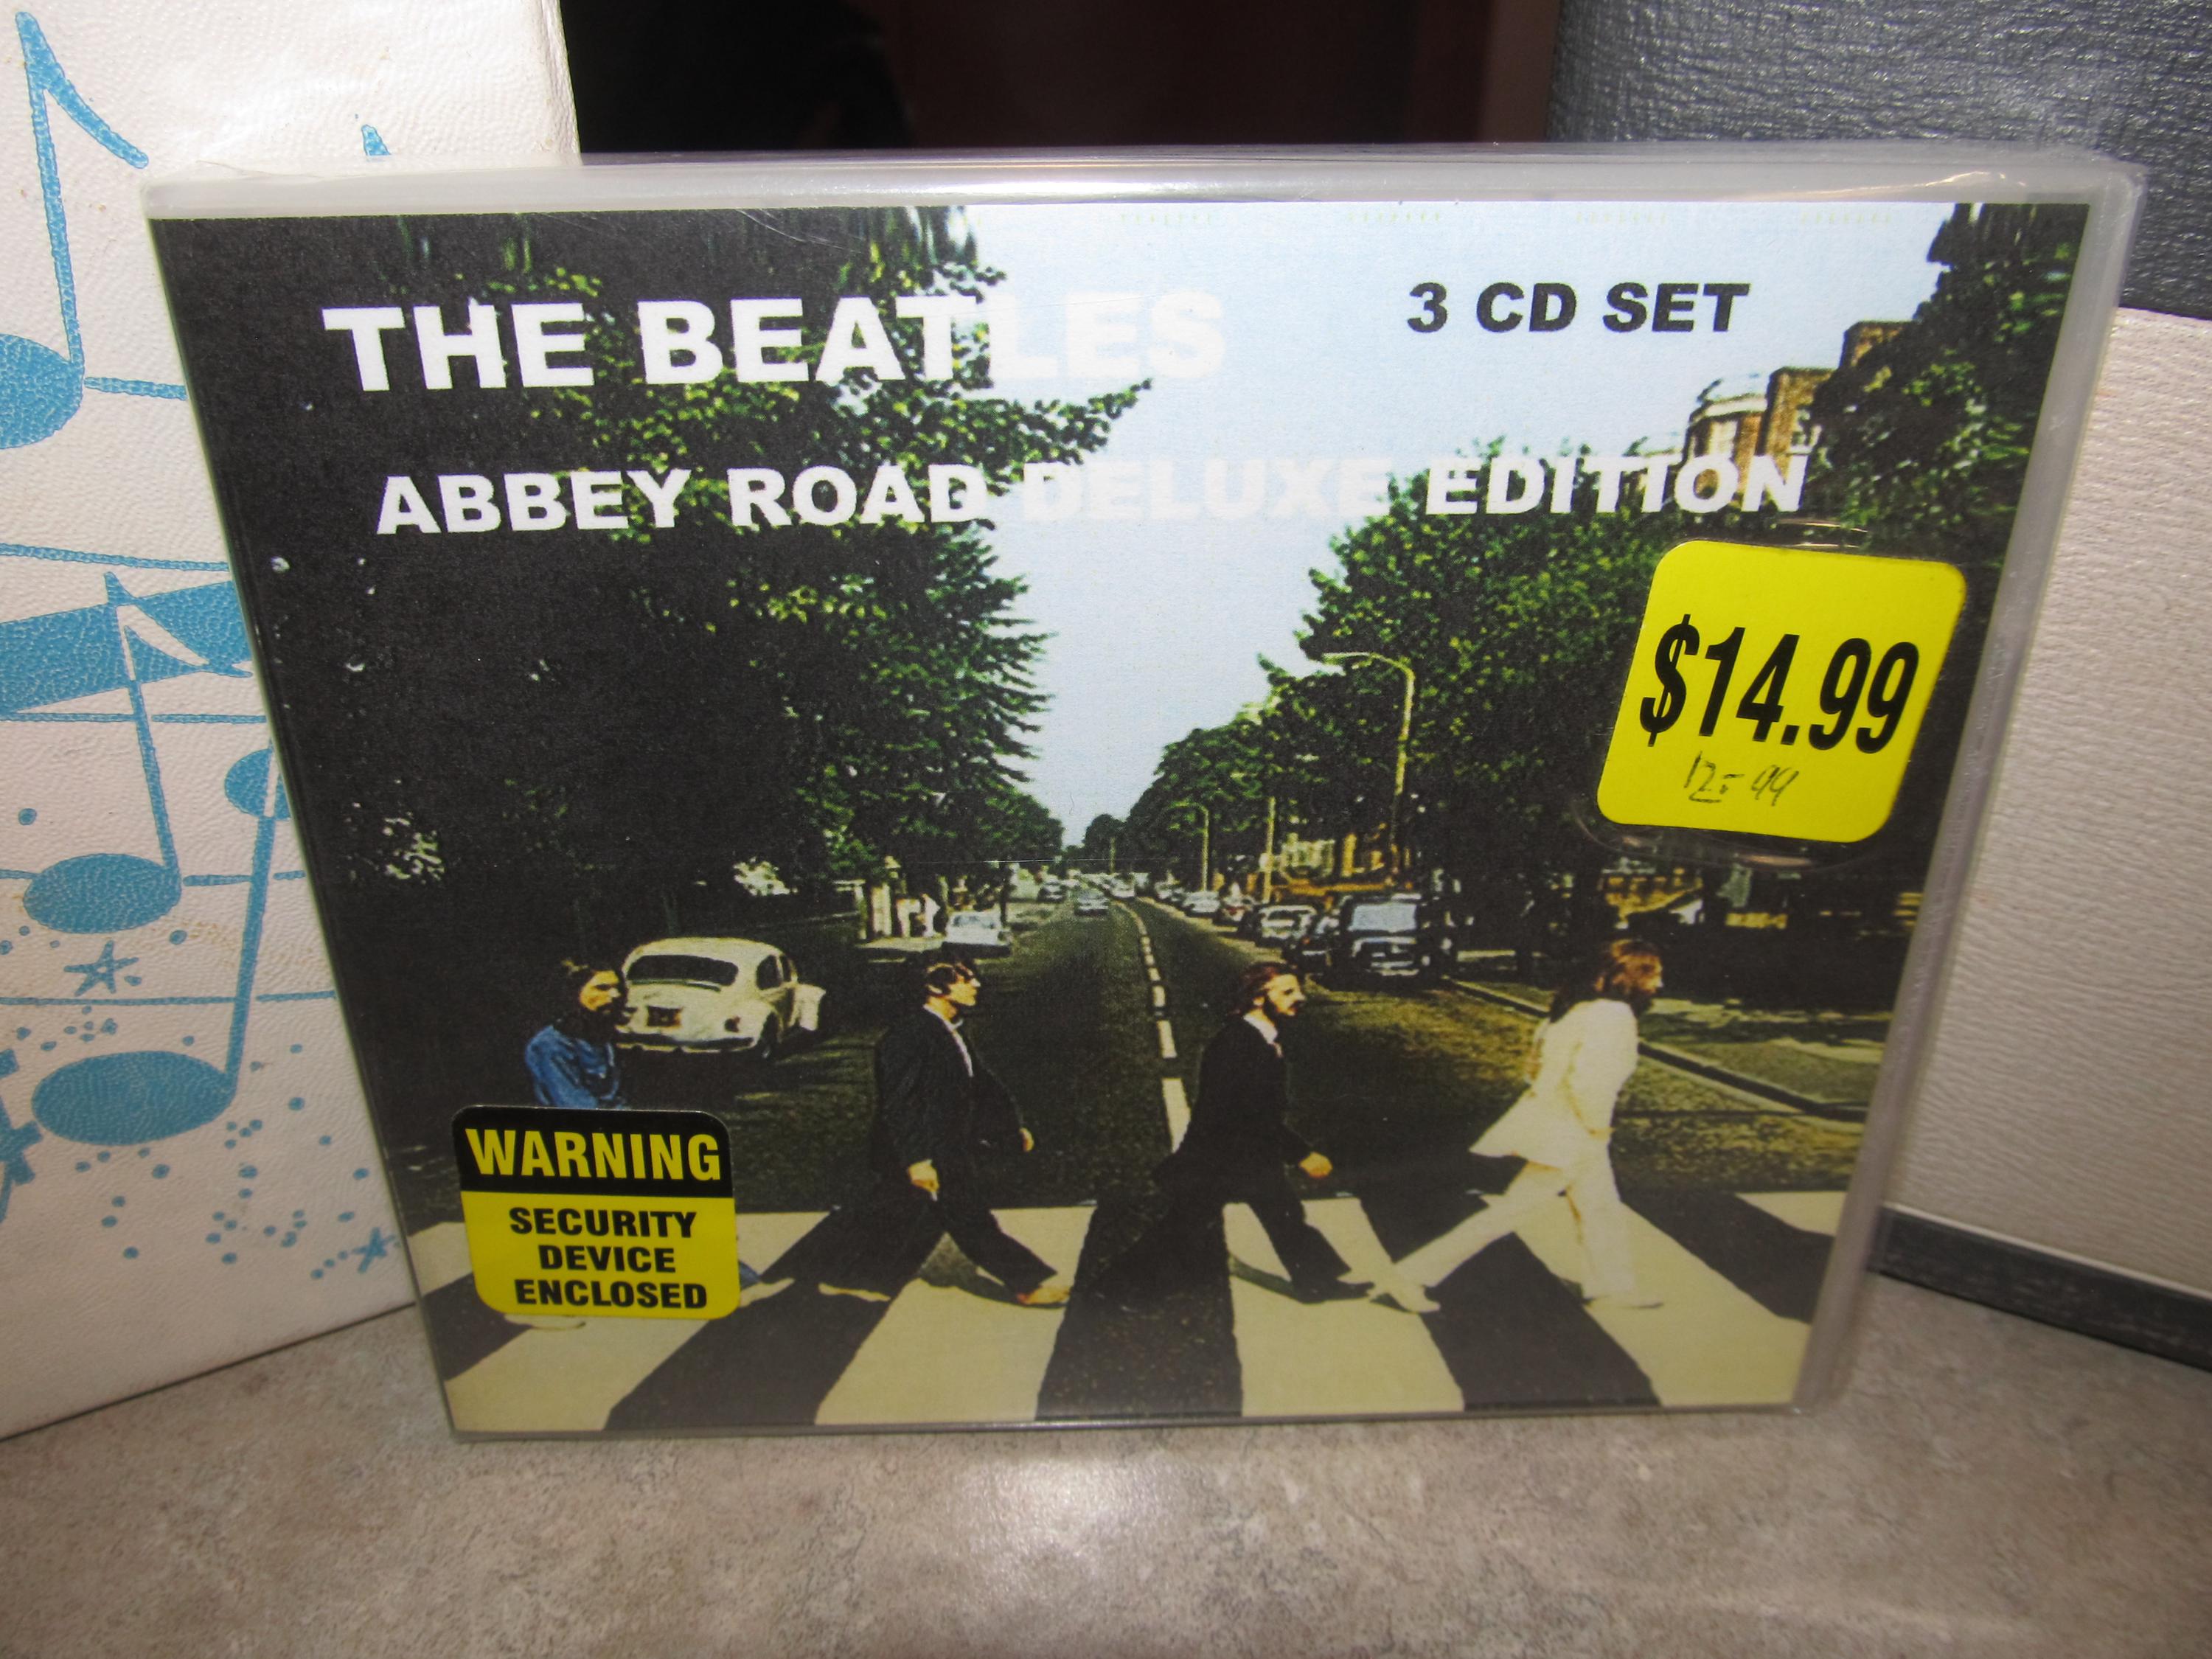 THE BEATLES
3 CD SET
ABBEY ROAD DELUXE EDITION
$14.99
12.99
WARNING
SECURITY
DEVICE
ENCLOSED